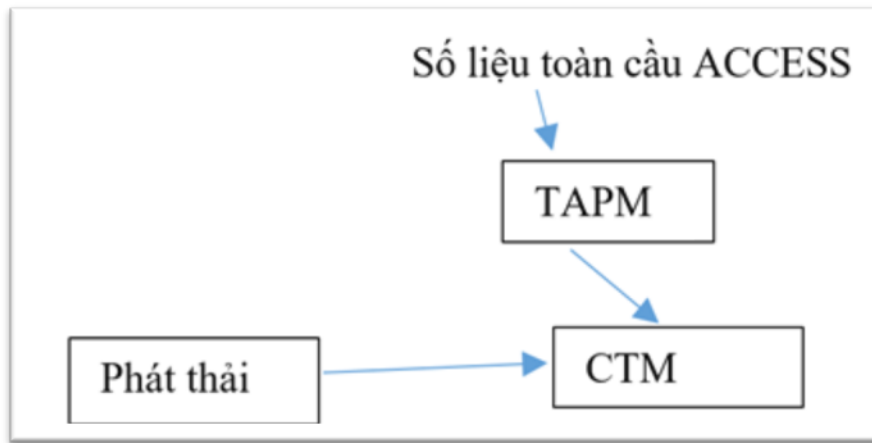 Số liệu toàn cầu ACCESS
TAPM
Phát thải
CTM